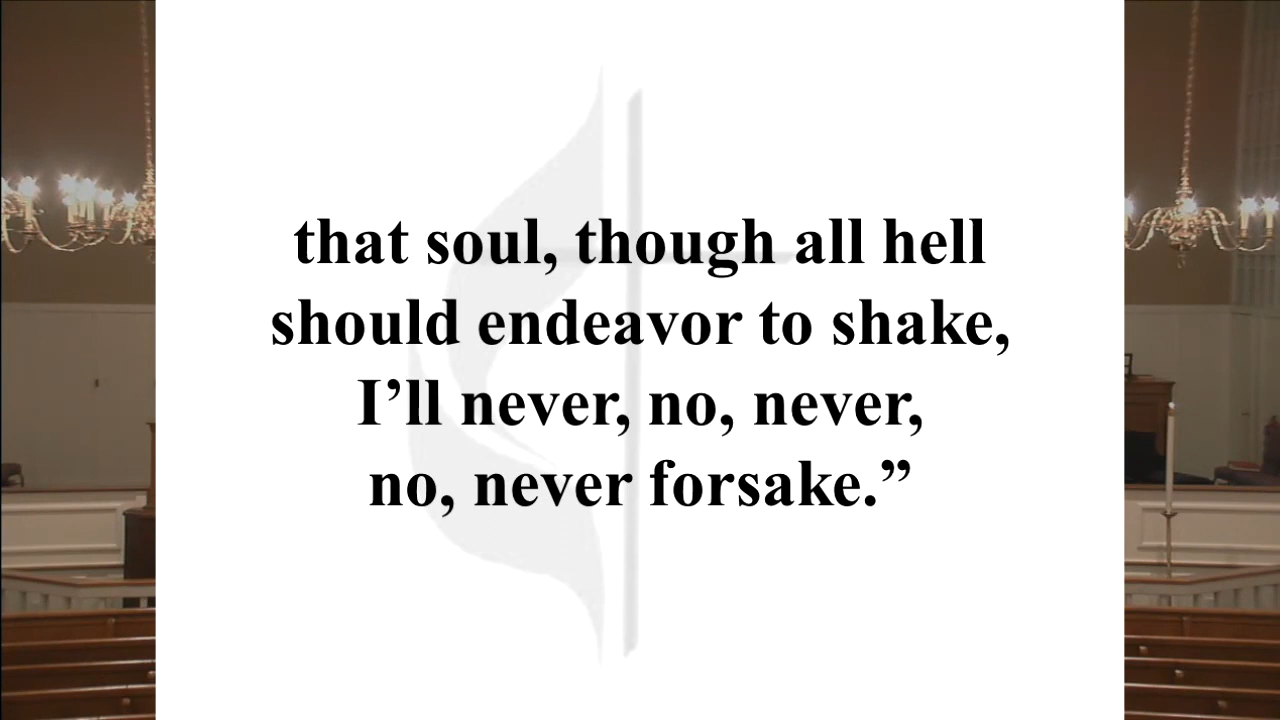 that soul, though all hell
should endeavor to shake,
I’ll never, no, never,
no, never forsake.”